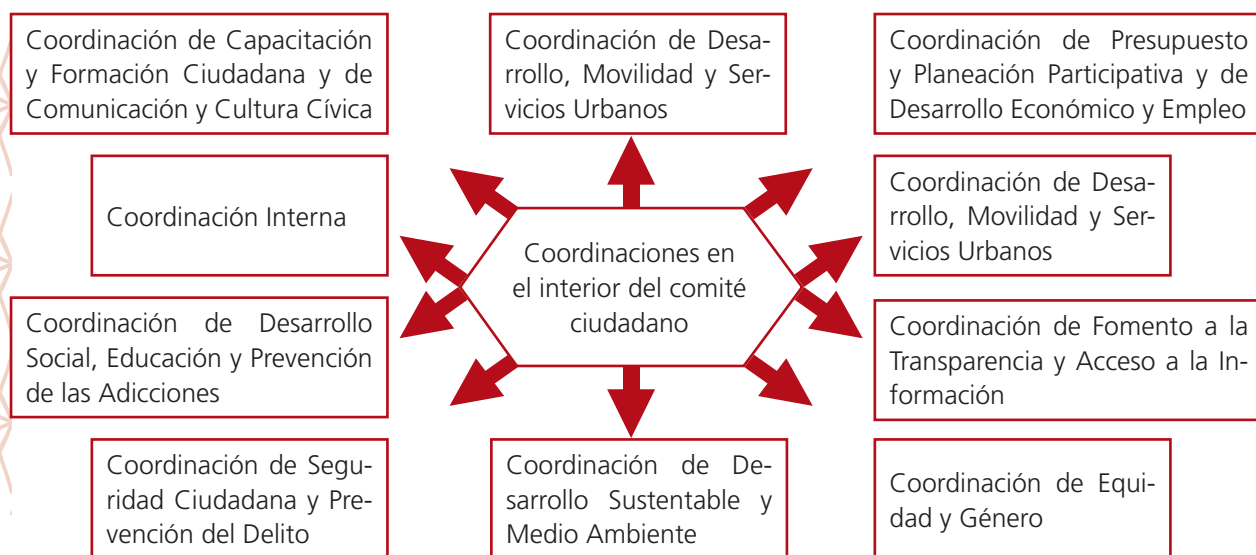 Coordinación de Capacitación
y Formación Ciudadana y de
Comunicación y Cultura Cívica
Coordinación de Desa-
rrollo, Movilidad y Ser-
vicios Urbanos
Coordinación de Presupuesto
y Planeación Participativa y de
Desarrollo Económico y Empleo
Coordinación Interna
Coordinaciones en
el interior del comité
ciudadano
Coordinación de Desa-
rrollo, Movilidad y Ser-
vicios Urbanos
Coordinación de Desarrollo
Social, Educación y Prevención
de las Adicciones
Coordinación de Fomento a la
Transparencia y Acceso a la In-
formación
Coordinación de Segu-
ridad Ciudadana y Pre-
vención del Delito
Coordinación de De-
sarrollo Sustentable y
Medio Ambiente
Coordinación de Equi-
dad y Género